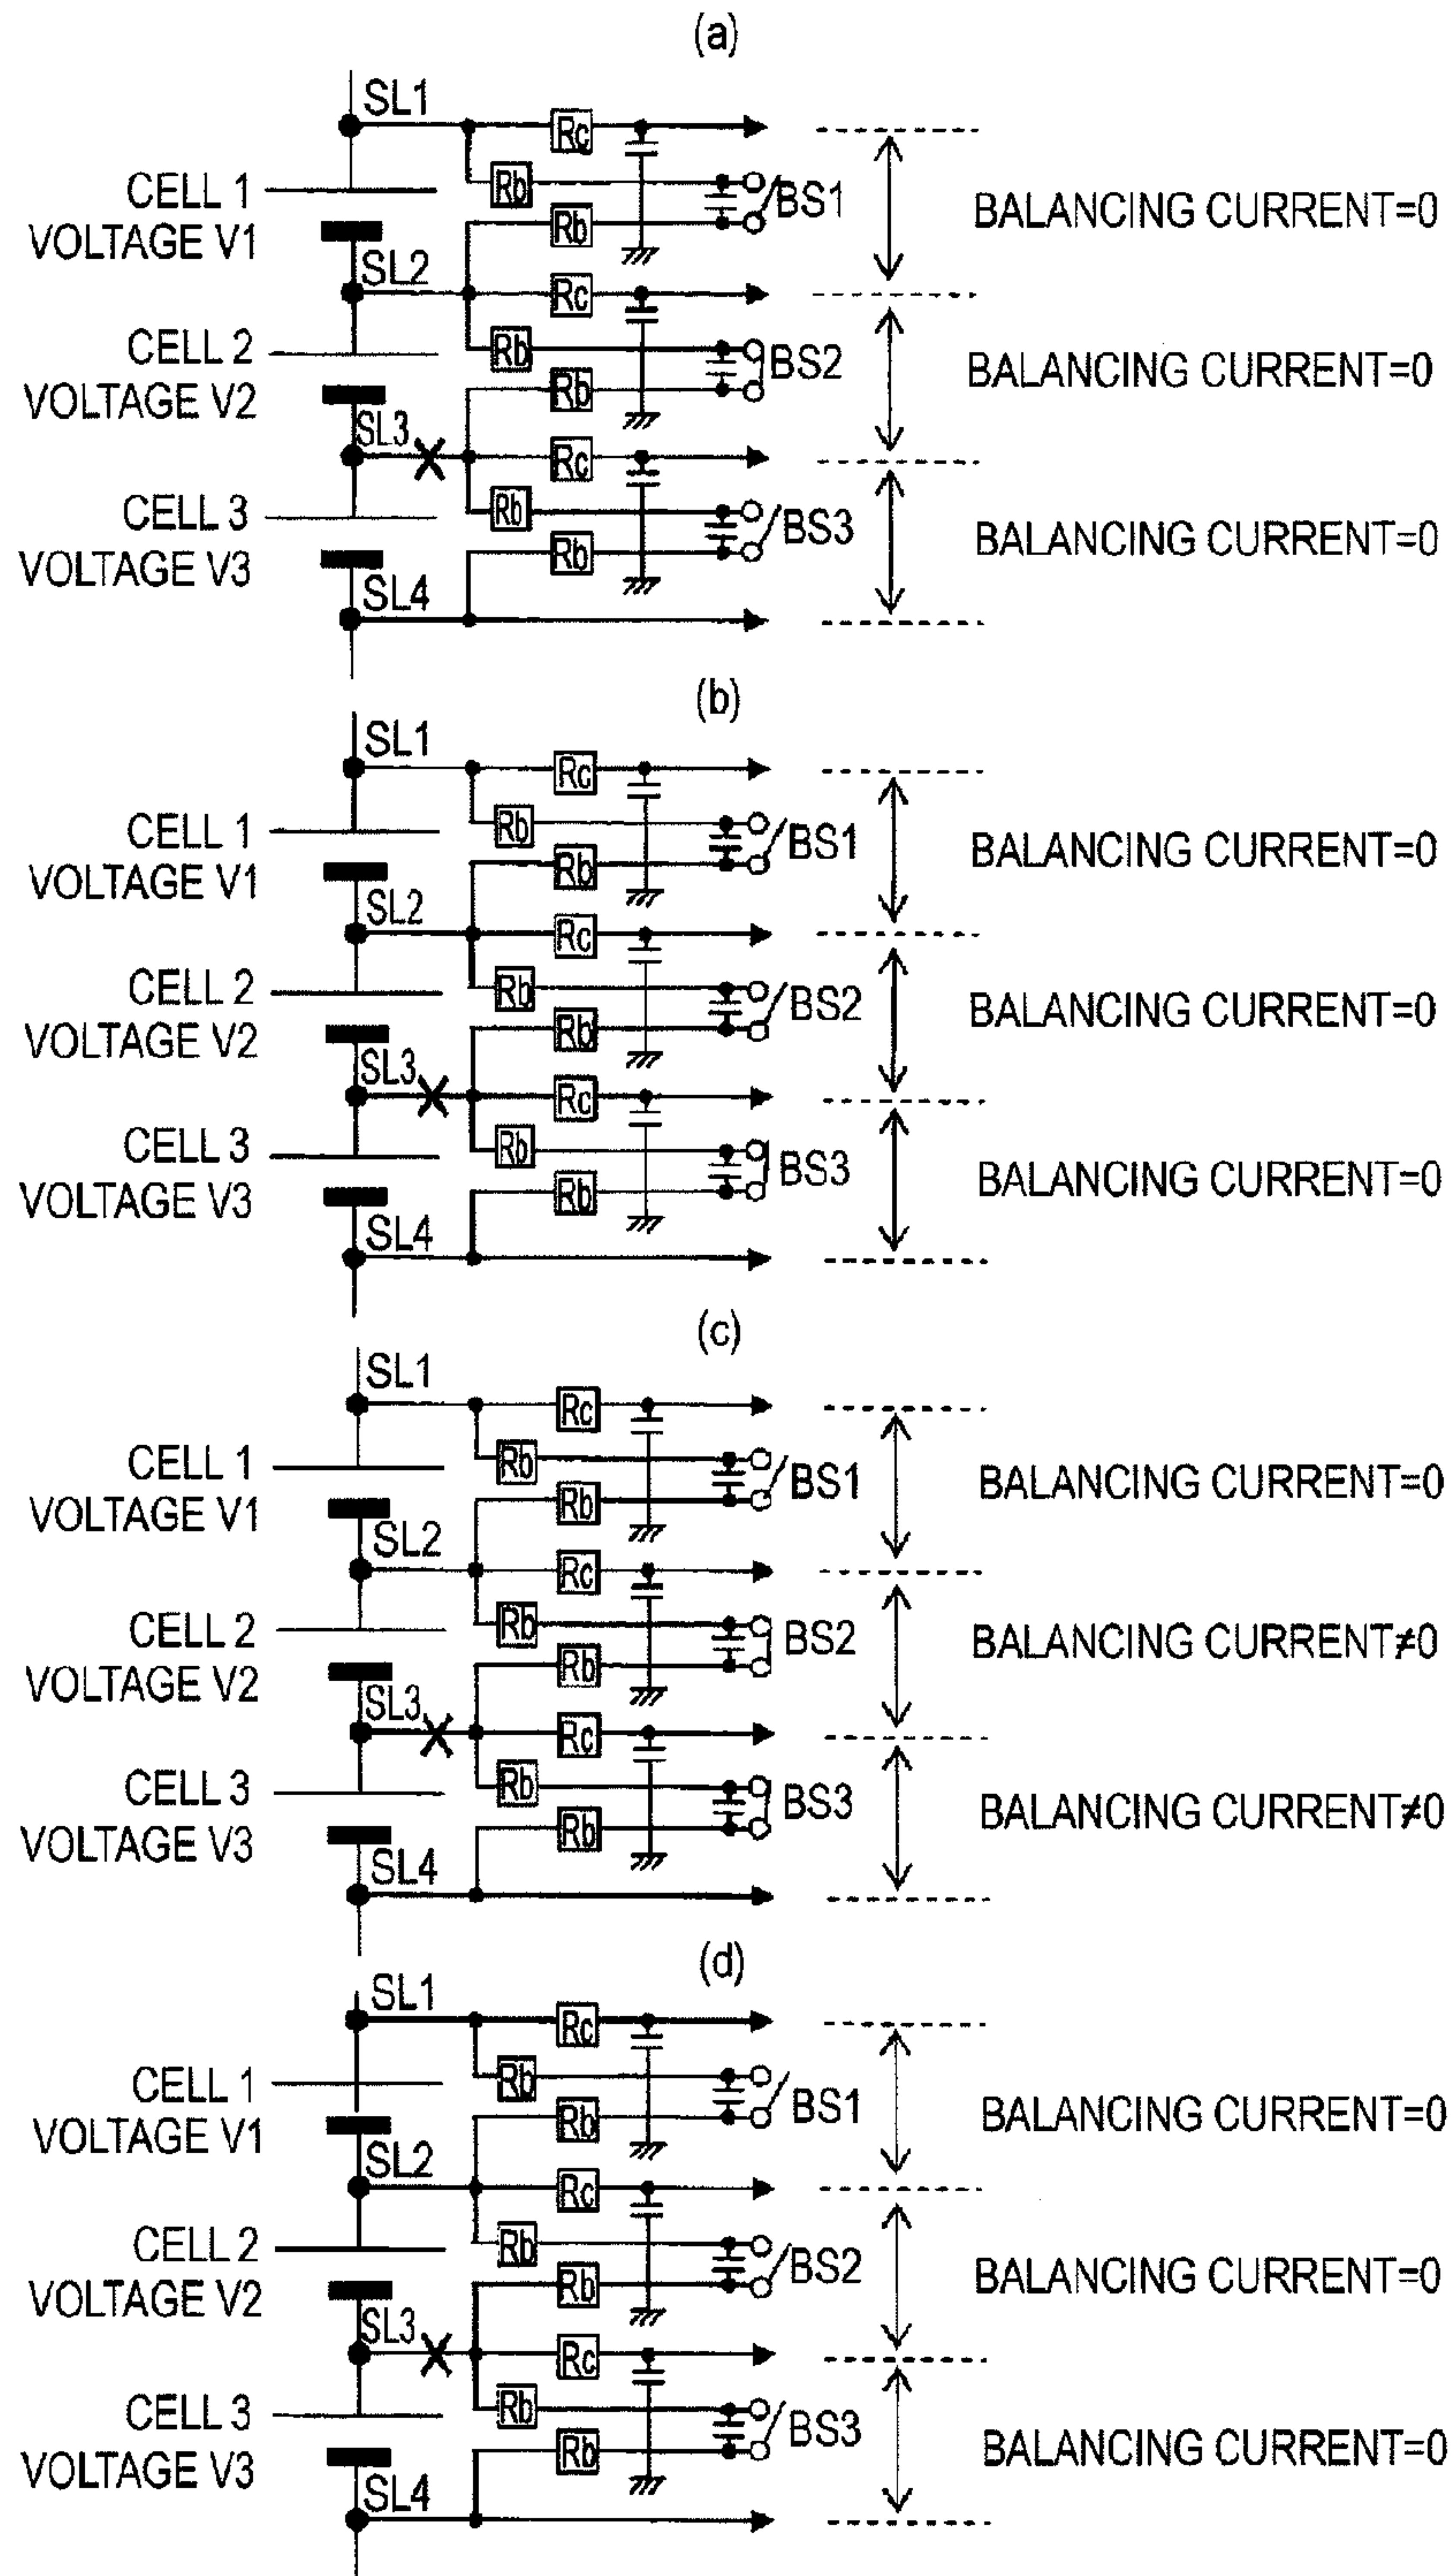 (a)
SL1
Rc
CELL 1
VOLTAGE V1
Rb
BS1
BALANCING CURRENT=0
Rb
SL2
Rc
CELL 2
VOLTAGE V2
Rb
BS2
BALANCING CURRENT=0
Rb
SL3
Rc
CELL 3
VOLTAGE V3
Rb
BS3
BALANCING CURRENT=0
Rb
SL4
(b)
SL1
Rc
CELL 1
VOLTAGE V1
Rb
BS1
BALANCING CURRENT=0
Rb
SL2
Rc
CELL 2
VOLTAGE V2
Rb
BS2
BALANCING CURRENT=0
Rb
SL3
Rc
CELL 3
VOLTAGE V3
Rb
BS3
BALANCING CURRENT=0
Rb
SL4
(c)
SL1
Rc
CELL 1
VOLTAGE V1
Rb
BS1
BALANCING CURRENT=0
Rb
SL2
Rc
CELL 2
VOLTAGE V2
Rb
BS2
BALANCING CURRENT≠0
Rb
SL3
Rc
CELL 3
VOLTAGE V3
Rb
BS3
BALANCING CURRENT≠0
Rb
SL4
(d)
SL1
Rc
CELL 1
VOLTAGE V1
Rb
BS1
BALANCING CURRENT=0
Rb
SL2
Rc
CELL 2
VOLTAGE V2
Rb
BS2
BALANCING CURRENT=0
Rb
SL3
Rc
CELL 3
VOLTAGE V3
Rb
BS3
BALANCING CURRENT=0
Rb
SL4